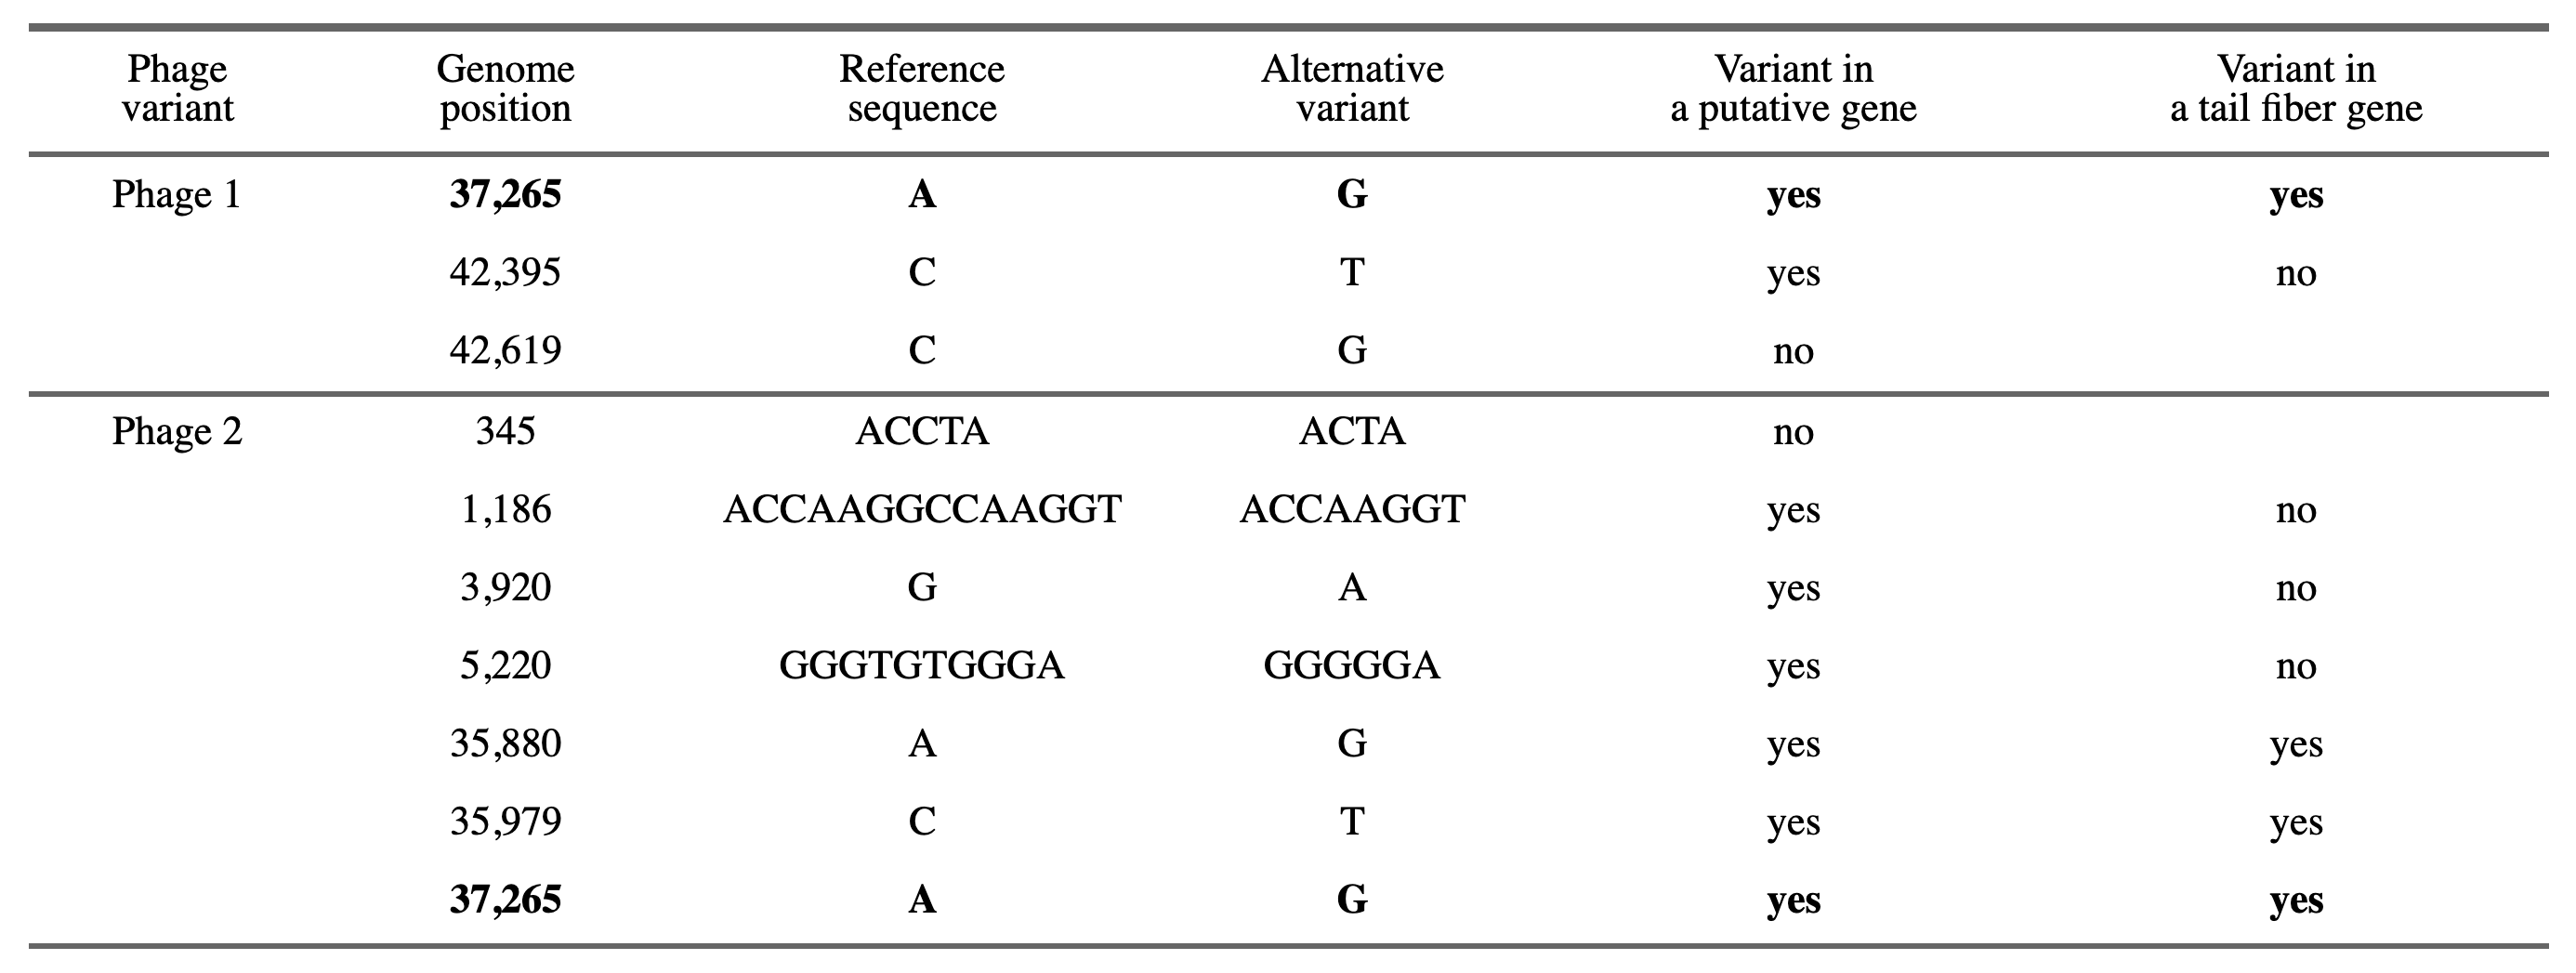 Phage variant Genome position Reference sequence Alternative variant Variant in a putative gene Variant in a tail fiber gene
Phage 1 37,265 A G yes yes
42,395 C T yes no
42,619 C G no
Phage 2 345 ACCTA ACTA no
1,186 ACCAAGGCCAAGGT ACCAAGGT yes no
3,920 G A yes no
5,220 GGGTGTGGGA GGGGGA yes no
35,880 A G yes yes
35,979 C T yes yes
37,265 A G yes yes